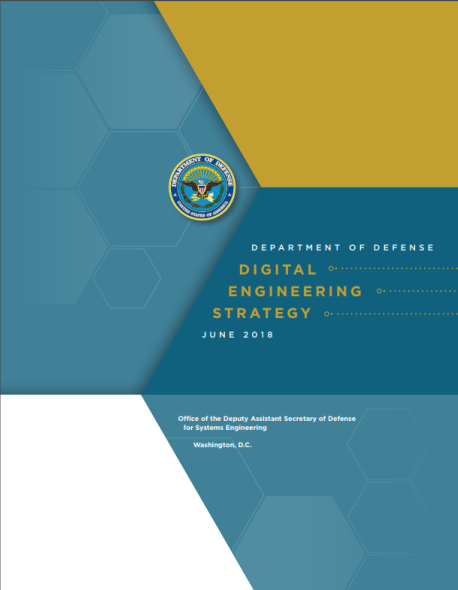 DEPARTMENT OF DEFENSE
UNITED STATES OF AMERICA
DEPARTMENT OF DEFENSE
DIGITAL
ENGINEERING
STRATEGY
JUNE 2018
Office of the Deputy Assistant Secretary of Defense
for Systems Engineering
Washington, D.C.